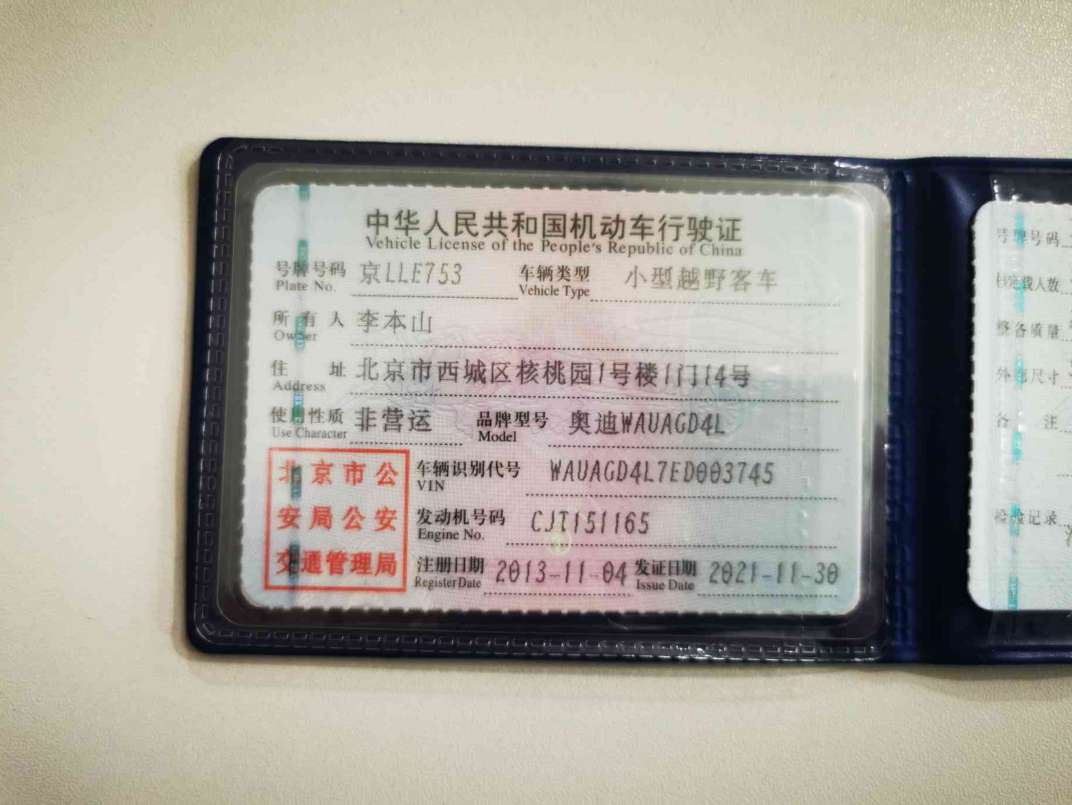 中华人民共和国机动车行驶证
Vehicle License of the People's Republic of China
号牌号码 京LLE753 车辆类型 小型越野客车
Plate No. Vehicle Type
所有人 李本山
Owner
住址 北京市西城区核桃园1号楼1门14号
Address
使用性质 非营运 品牌型号 奥迪WAUAGD4L
Use Character Model
北京市公
安局公安
交通管理局
车辆识别代号 WAUAGD4L7ED003745
VIN
发动机号码 CJT151165
Engine No.
注册日期 2013-11-04 发证日期 2021-11-30
Register Date Issue Date
号牌号码
核定载人数
整备质量
外廓尺寸
备注
检验记录